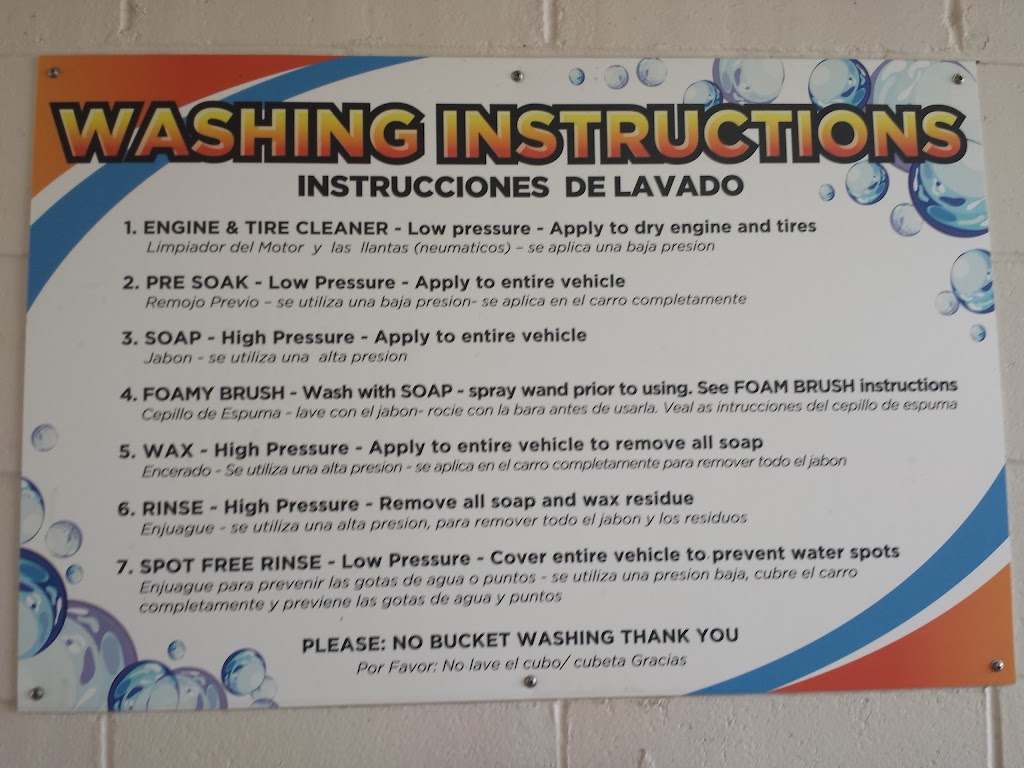 WASHING INSTRUCTIONS
INSTRUCCIONES DE LAVADO
1. ENGINE & TIRE CLEANER - Low pressure - Apply to dry engine and tires
Limpiador del Motor y las llantas (neumaticos) – se aplica una baja presion
2. PRE SOAK - Low Pressure - Apply to entire vehicle
Remojo Previo – se utiliza una baja presion- se aplica en el carro completamente
3. SOAP - High Pressure - Apply to entire vehicle
Jabon - se utiliza una alta presion
4. FOAMY BRUSH - Wash with SOAP - spray wand prior to using. See FOAM BRUSH instructions
Cepillo de Espuma - lave con el jabon- rocie con la bara antes de usarla. Veal as intrucciones del cepillo de espuma
5. WAX - High Pressure - Apply to entire vehicle to remove all soap
Encerado - Se utiliza una alta presion - se aplica en el carro completamente para remover todo el jabon
6. RINSE - High Pressure - Remove all soap and wax residue
Enjuague - se utiliza una alta presion, para remover todo el jabon y los residuos
7. SPOT FREE RINSE - Low Pressure - Cover entire vehicle to prevent water spots
Enjuague para prevenir las gotas de agua o puntos - se utiliza una presion baja, cubre el carro
completamente y previene las gotas de agua y puntos
PLEASE: NO BUCKET WASHING THANK YOU
Por Favor: No lave el cubo/ cubeta Gracias